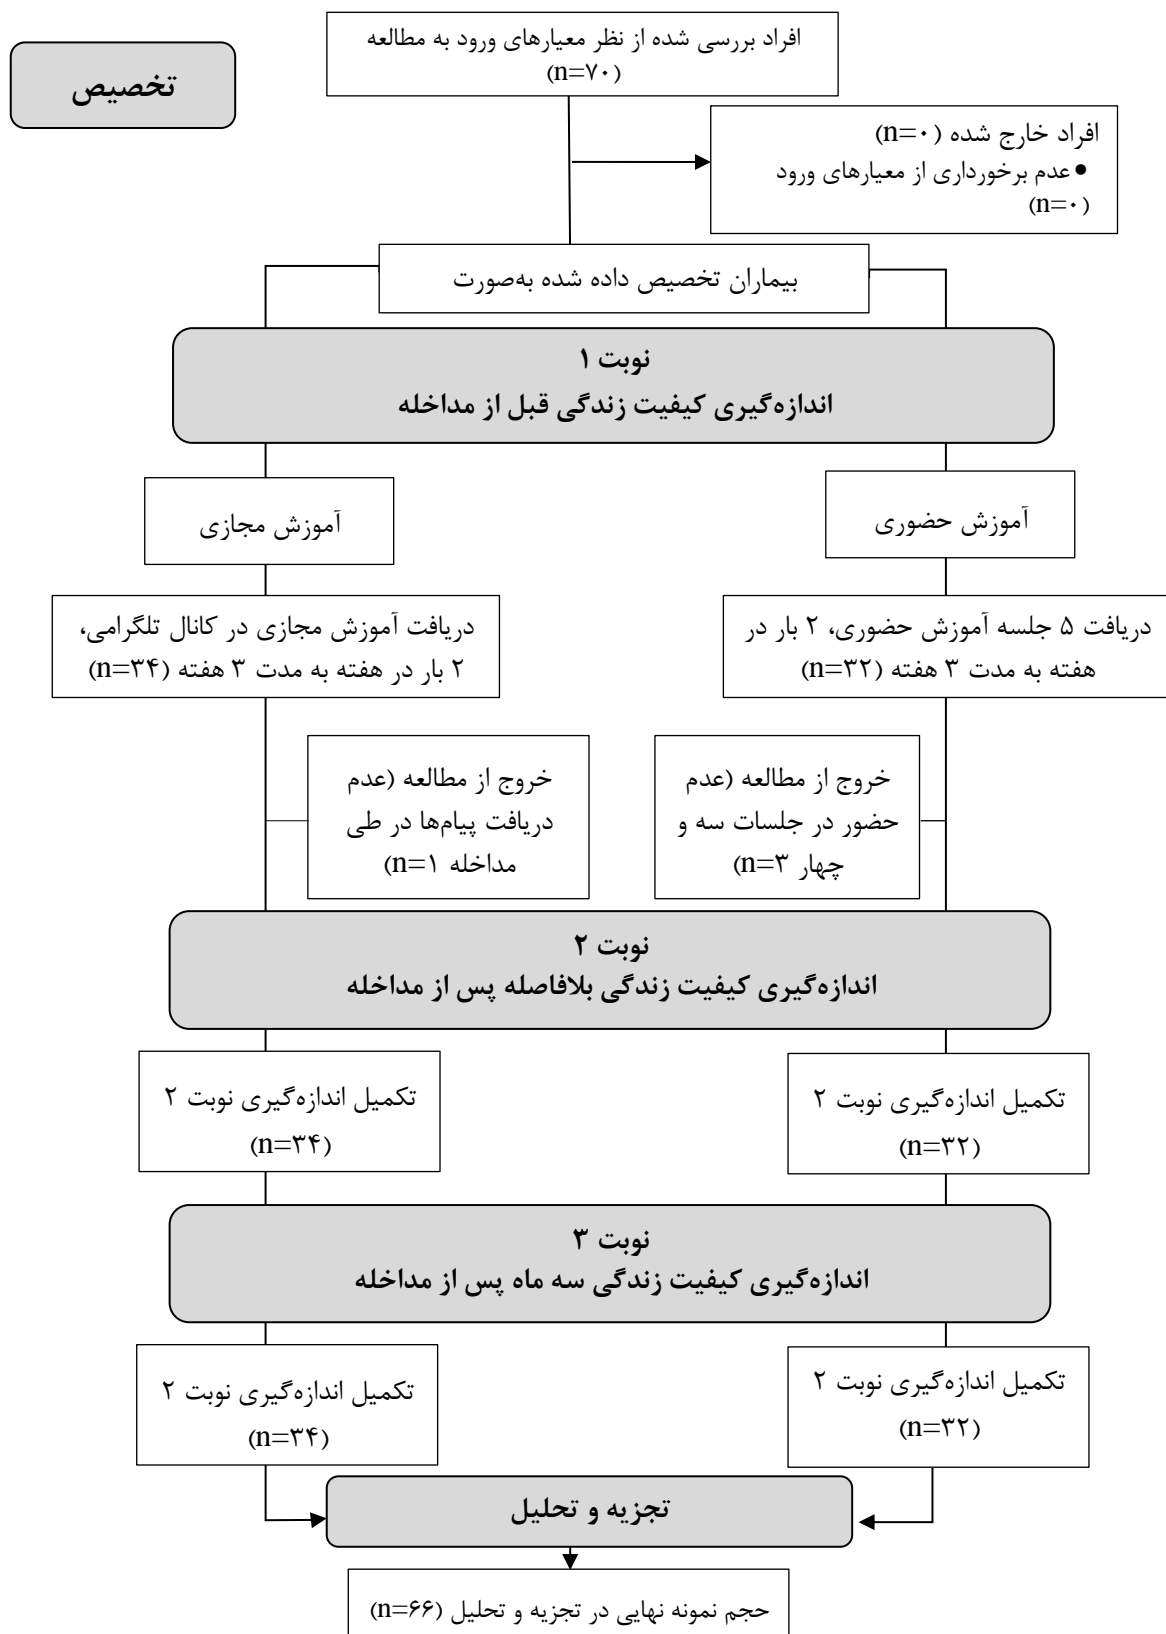 تخصیص
افراد بررسی شده از نظر معیارهای ورود به مطالعه
(n=۷۰)
افراد خارج شده (n=۰)
• عدم برخورداری از معیارهای ورود
(n=۰)
بیماران تخصیص داده شده به‌صورت
نوبت ۱
اندازه‌گیری کیفیت زندگی قبل از مداخله
آموزش حضوری
آموزش مجازی
دریافت ۵ جلسه آموزش حضوری، ۲ بار در
هفته به مدت ۳ هفته (n=۳۲)
دریافت آموزش مجازی در کانال تلگرامی،
۲ بار در هفته به مدت ۳ هفته (n=۳۴)
خروج از مطالعه (عدم
حضور در جلسات سه و
چهار n=۳)
خروج از مطالعه (عدم
دریافت پیام‌ها در طی
مداخله n=۱)
نوبت ۲
اندازه‌گیری کیفیت زندگی بلافاصله پس از مداخله
تکمیل اندازه‌گیری نوبت ۲
(n=۳۲)
تکمیل اندازه‌گیری نوبت ۲
(n=۳۴)
نوبت ۳
اندازه‌گیری کیفیت زندگی سه ماه پس از مداخله
تکمیل اندازه‌گیری نوبت ۲
(n=۳۲)
تکمیل اندازه‌گیری نوبت ۲
(n=۳۴)
تجزیه و تحلیل
حجم نمونه نهایی در تجزیه و تحلیل (n=۶۶)